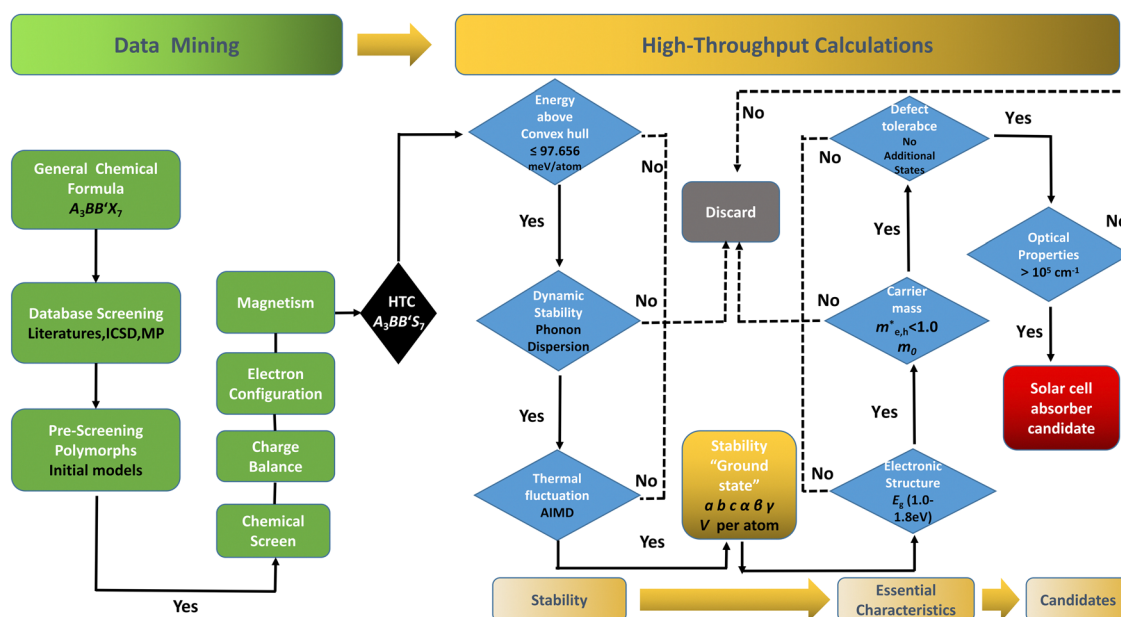 Data Mining
High-Throughput Calculations
General Chemical
Formula
A₃BB‘X₇
Database Screening
Literatures,ICSD,MP
Pre-Screening
Polymorphs
Initial models
Yes
Magnetism
Electron
Configuration
Charge
Balance
Chemical
Screen
HTC
A₃BB‘S₇
Energy
above
Convex hull
≤ 97.656
meV/atom
No
Yes
Dynamic
Stability
Phonon
Dispersion
No
Yes
Thermal
fluctuation
AIMD
No
Yes
No
Discard
Stability
“Ground
state”
a b c α β γ
V per atom
Defect
tolerabce
No
Additional
States
No
Yes
Yes
Carrier
mass
m*e,h<1.0
m₀
No
Yes
Electronic
Structure
Eg (1.0-
1.8eV)
No
Optical
Properties
> 10⁵ cm⁻¹
No
Yes
Solar cell
absorber
candidate
Stability
Essential
Characteristics
Candidates